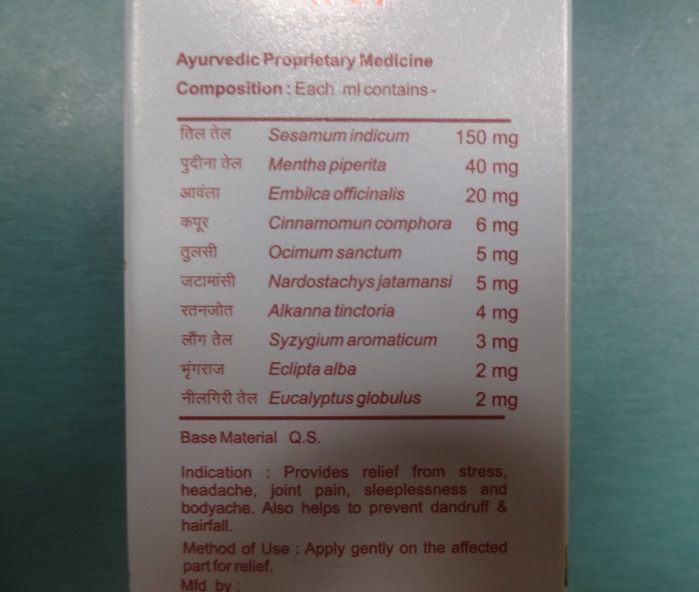 Ayurvedic Proprietary Medicine
Composition : Each ml contains -
तिल तेल Sesamum indicum 150 mg
पुदीना तेल Mentha piperita 40 mg
आवंला Embilca officinalis 20 mg
कपूर Cinnamomun comphora 6 mg
तुलसी Ocimum sanctum 5 mg
जटामांसी Nardostachys jatamansi 5 mg
रतनजोत Alkanna tinctoria 4 mg
लौंग तेल Syzygium aromaticum 3 mg
भृंगराज Eclipta alba 2 mg
नीलगिरी तेल Eucalyptus globulus 2 mg
Base Material Q.S.
Indication : Provides relief from stress,
headache, joint pain, sleeplessness and
bodyache. Also helps to prevent dandruff &
hairfall.
Method of Use : Apply gently on the affected
part for relief.
Mfd by :